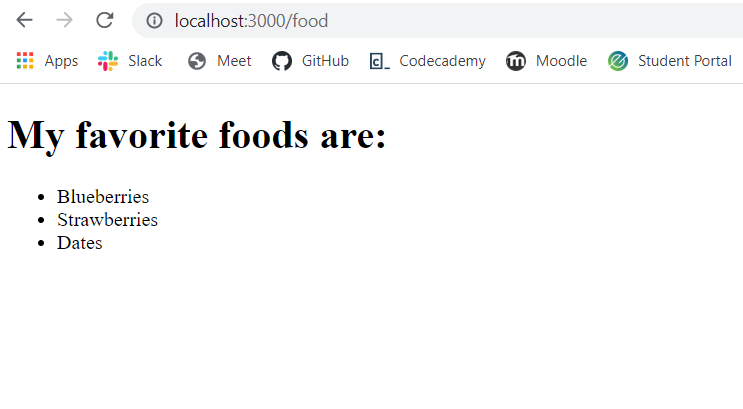 localhost:3000/food
Apps Slack Meet GitHub Codecademy Moodle Student Portal
My favorite foods are:
• Blueberries
• Strawberries
• Dates